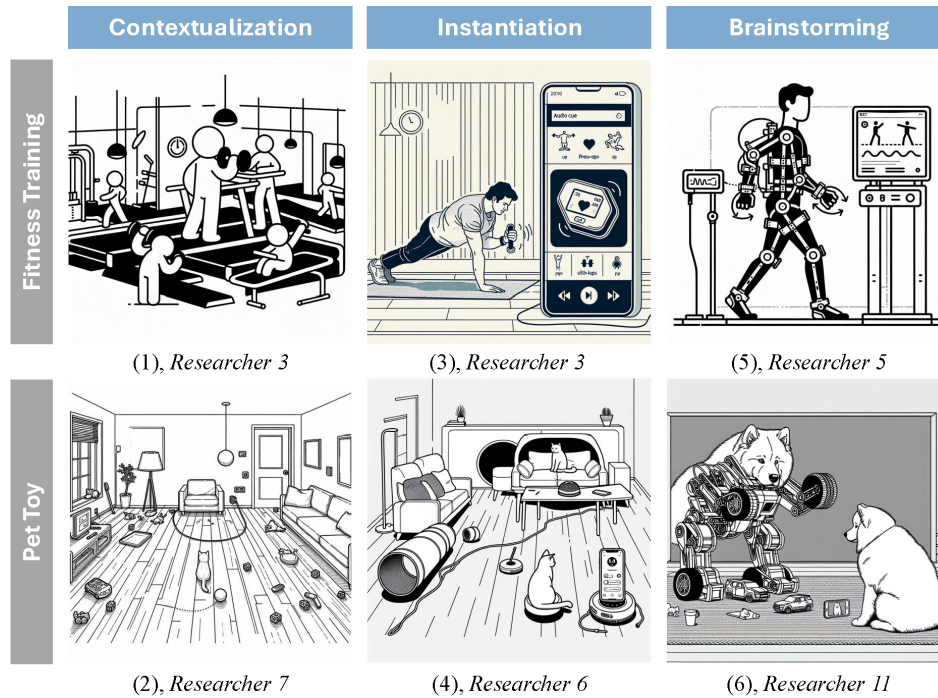 Contextualization
Instantiation
Brainstorming
Fitness Training
Audio cue
Press-ups
up
(1), Researcher 3
(3), Researcher 3
(5), Researcher 5
Pet Toy
(2), Researcher 7
(4), Researcher 6
(6), Researcher 11